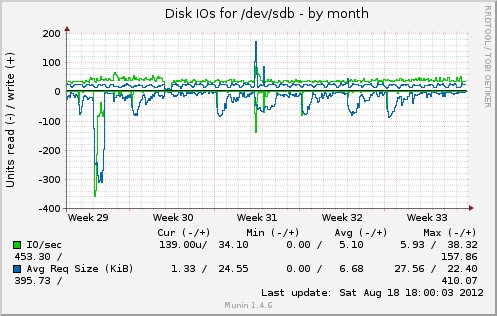 Disk IOs for /dev/sdb - by month
RRDTOOL / TOBI OETIKER
Units read (-) / write (+)
200
100
0
-100
-200
-300
-400
Week 29 Week 30 Week 31 Week 32 Week 33
Cur (-/+) Min (-/+) Avg (-/+) Max (-/+)
IO/sec 139.00u/ 34.10 0.00 / 5.10 5.93 / 38.32
453.30 / 157.86
Avg Req Size (KiB) 1.33 / 24.55 0.00 / 6.68 27.56 / 22.40
395.73 / 410.07
Last update: Sat Aug 18 18:00:03 2012
Munin 1.4.6